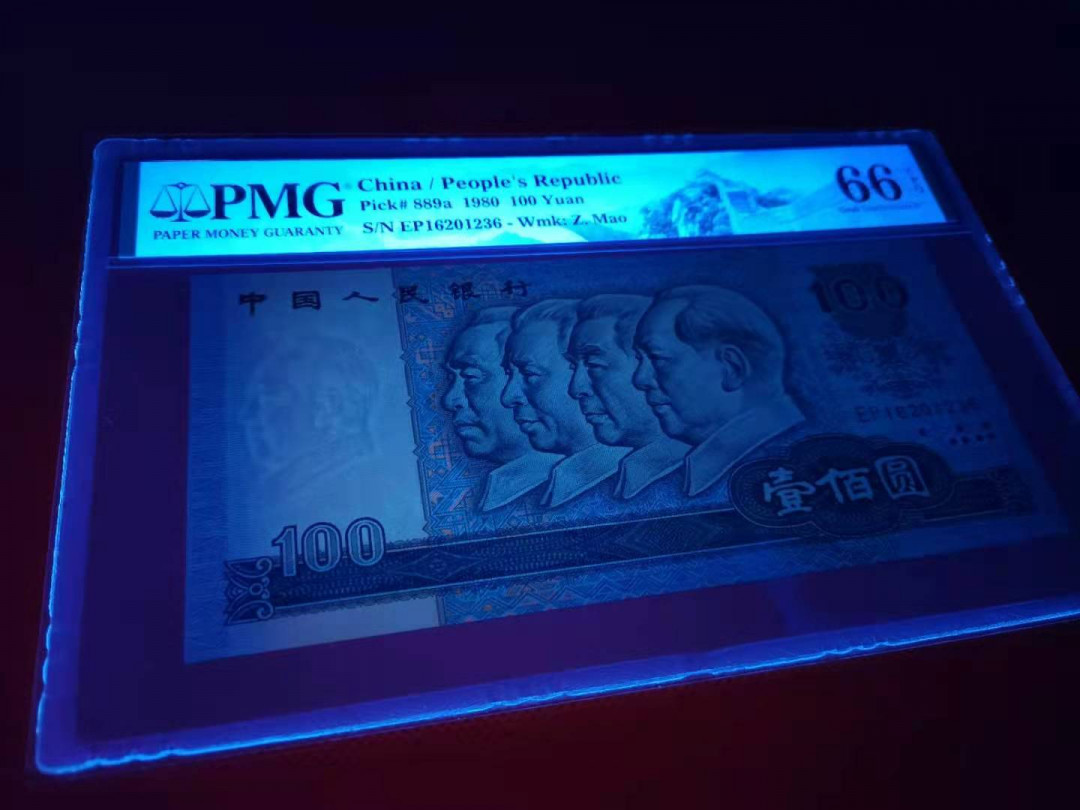 PMG
PAPER MONEY GUARANTY
China / People's Republic
Pick# 889a 1980 100 Yuan
S/N EP16201236 - Wmk: Z. Mao
66
中国人民银行
100
EP16201236
壹佰圆
100